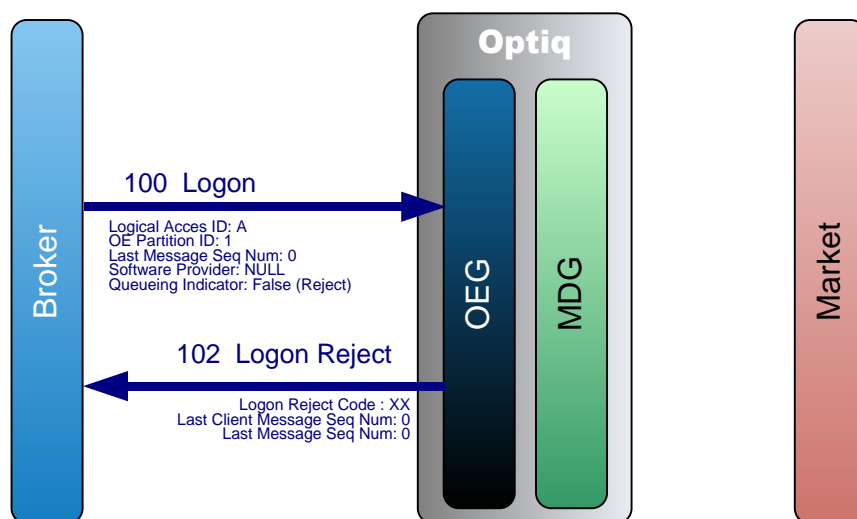 Optiq
Broker
100  Logon
Logical Acces ID: A
OE Partition ID: 1
Last Message Seq Num: 0
Software Provider: NULL
Queueing Indicator: False (Reject)
102  Logon Reject
Logon Reject Code : XX
Last Client Message Seq Num: 0
Last Message Seq Num: 0
OEG
MDG
Market